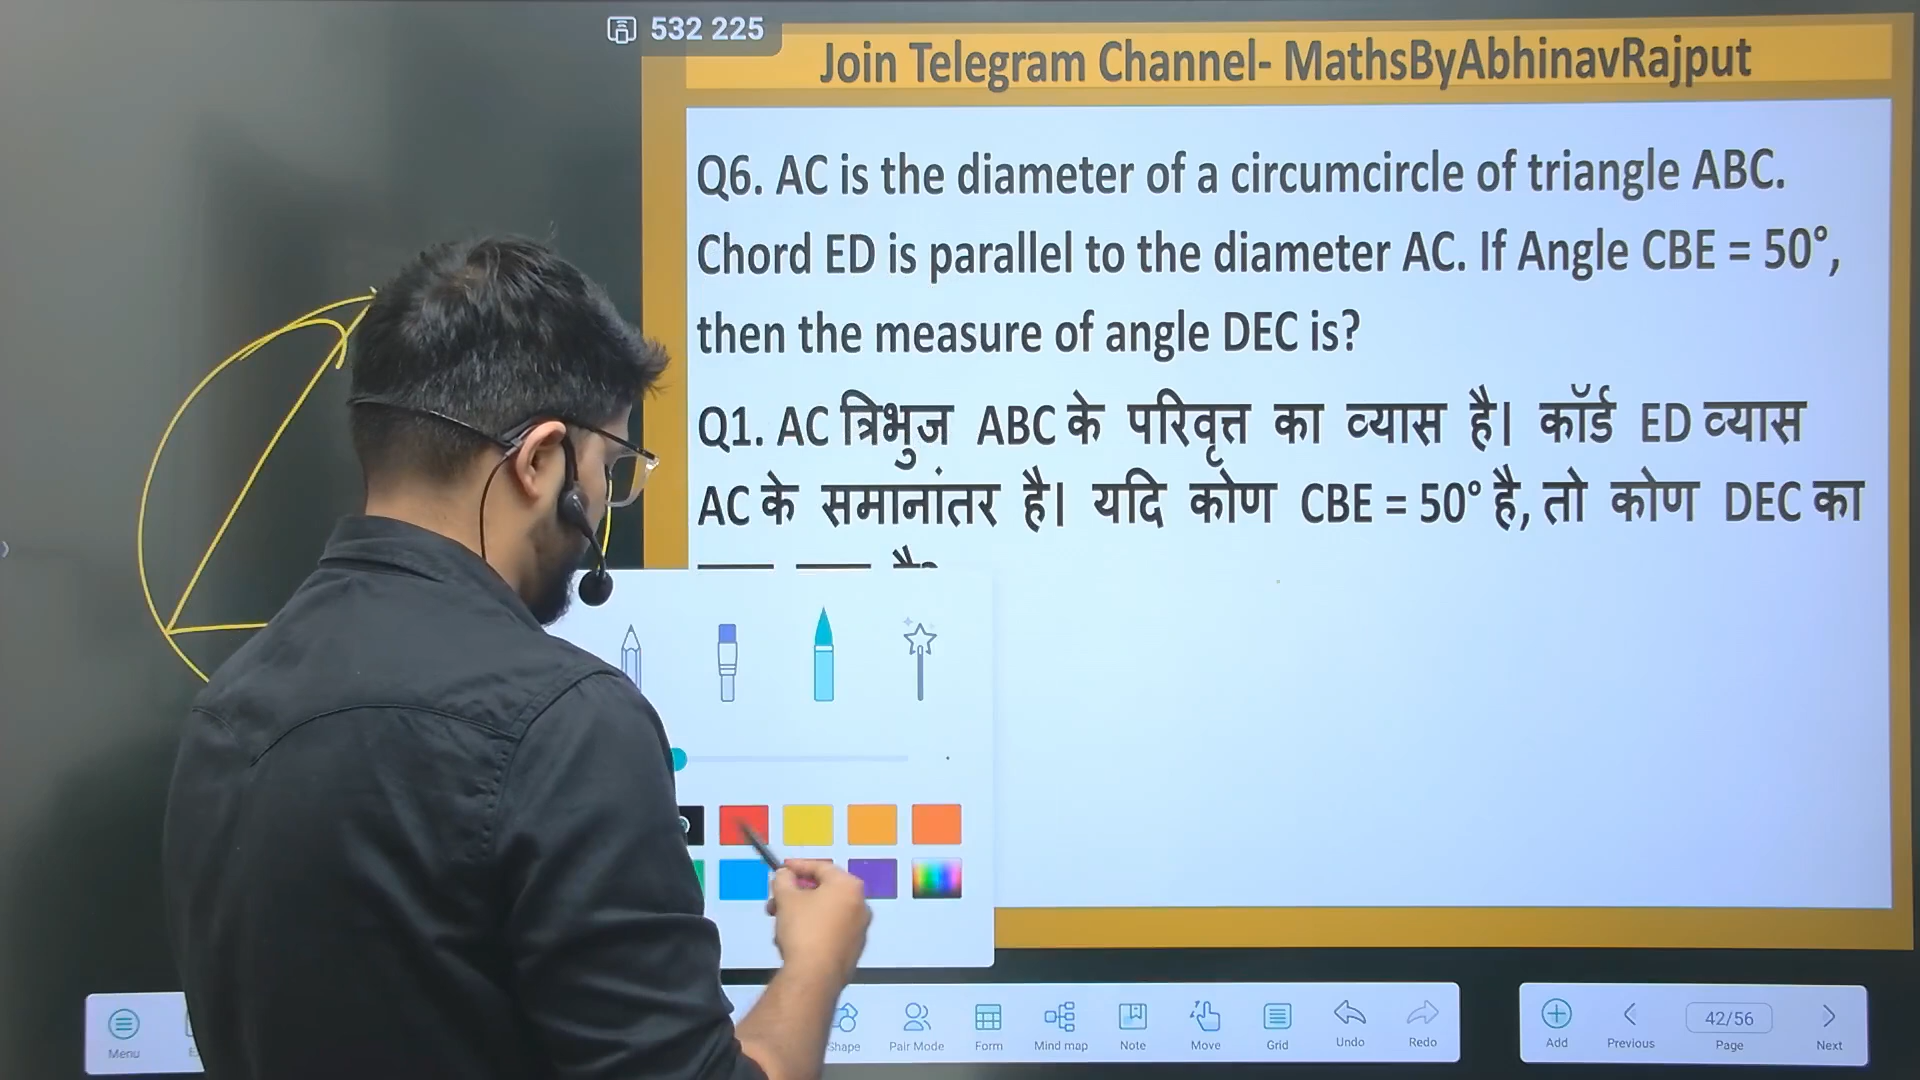 532 225
Join Telegram Channel- MathsByAbhinavRajput
Q6. AC is the diameter of a circumcircle of triangle ABC.
Chord ED is parallel to the diameter AC. If Angle CBE = 50°,
then the measure of angle DEC is?
Q1. AC त्रिभुज ABC के परिवृत्त का व्यास है। कॉर्ड ED व्यास
AC के समानांतर है। यदि कोण CBE = 50° है, तो कोण DEC का
Menu
Shape
Pair Mode
Form
Mind map
Note
Move
Grid
Undo
Redo
Add
Previous
42/56
Page
Next